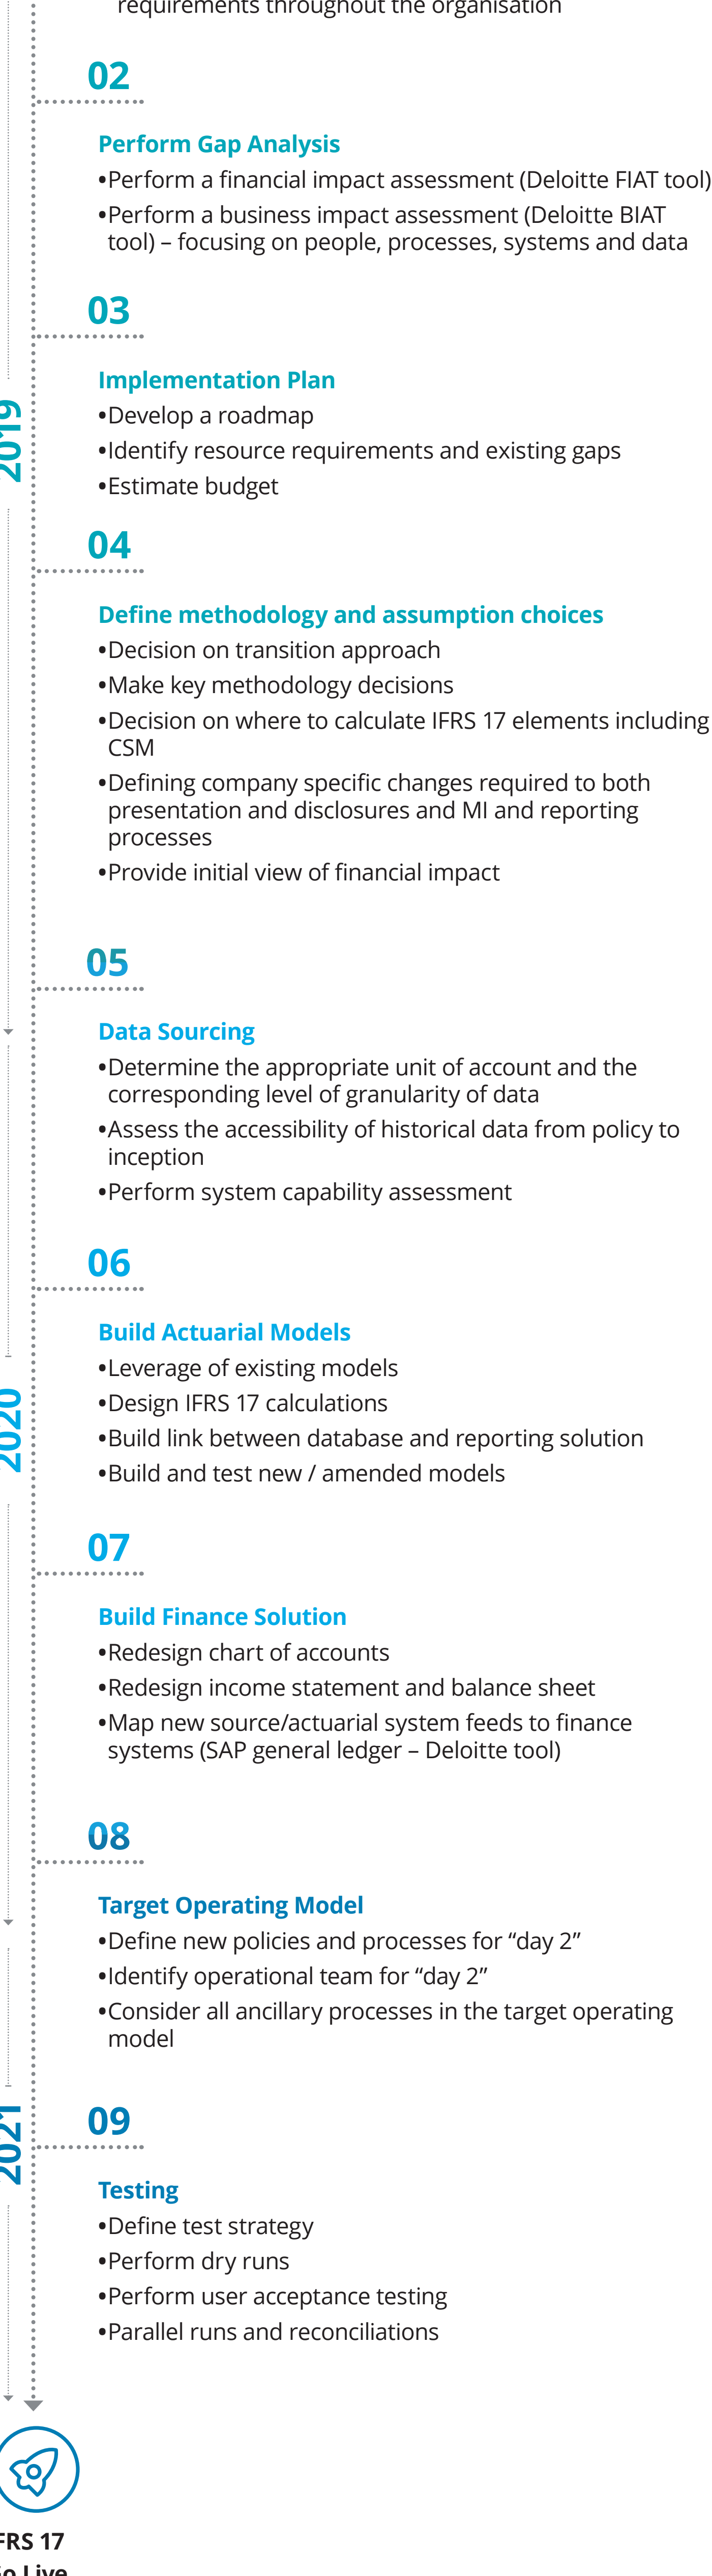 requirements throughout the organisation
02
Perform Gap Analysis
•Perform a financial impact assessment (Deloitte FIAT tool)
•Perform a business impact assessment (Deloitte BIAT
tool) – focusing on people, processes, systems and data
03
Implementation Plan
•Develop a roadmap
•Identify resource requirements and existing gaps
•Estimate budget
2019
04
Define methodology and assumption choices
•Decision on transition approach
•Make key methodology decisions
•Decision on where to calculate IFRS 17 elements including
CSM
•Defining company specific changes required to both
presentation and disclosures and MI and reporting
processes
•Provide initial view of financial impact
05
Data Sourcing
•Determine the appropriate unit of account and the
corresponding level of granularity of data
•Assess the accessibility of historical data from policy to
inception
•Perform system capability assessment
06
Build Actuarial Models
•Leverage of existing models
•Design IFRS 17 calculations
•Build link between database and reporting solution
•Build and test new / amended models
2020
07
Build Finance Solution
•Redesign chart of accounts
•Redesign income statement and balance sheet
•Map new source/actuarial system feeds to finance
systems (SAP general ledger – Deloitte tool)
08
Target Operating Model
•Define new policies and processes for “day 2”
•Identify operational team for “day 2”
•Consider all ancillary processes in the target operating
model
2021
09
Testing
•Define test strategy
•Perform dry runs
•Perform user acceptance testing
•Parallel runs and reconciliations
FRS 17
o Live